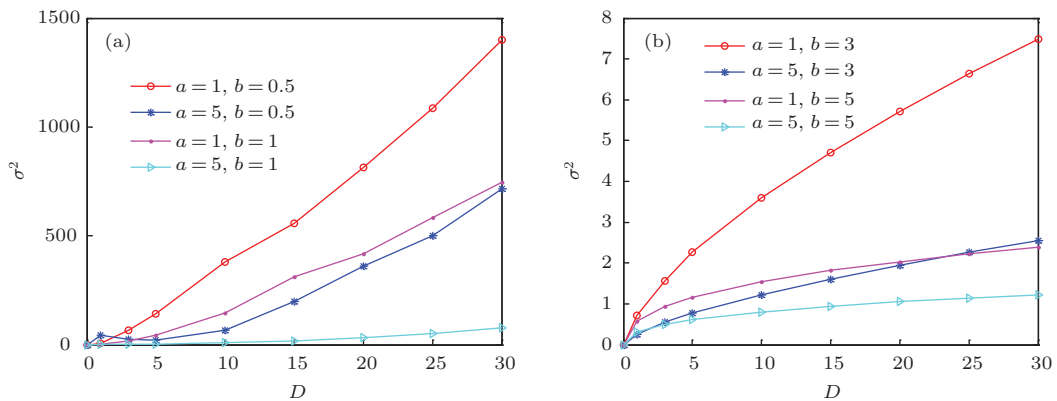 (a)
a = 1, b = 0.5
a = 5, b = 0.5
a = 1, b = 1
a = 5, b = 1
1500
1000
500
0
σ²
0 5 10 15 20 25 30
D
(b)
a = 1, b = 3
a = 5, b = 3
a = 1, b = 5
a = 5, b = 5
8
7
6
5
4
3
2
1
0
σ²
0 5 10 15 20 25 30
D